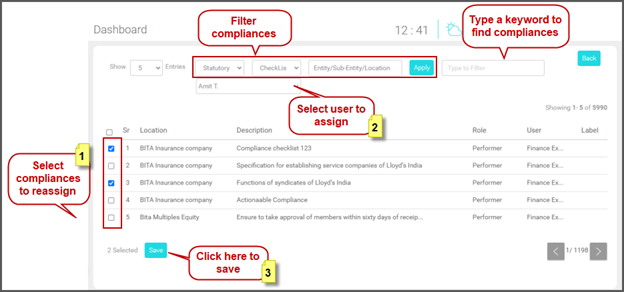 Dashboard
Filter
compliances
12 : 41
Type a keyword to
find compliances
Show 5 Entries
Statutory
CheckLis
Entity/Sub-Entity/Location
Apply
Type to Filter
Back
Amit T.
Select user to
assign
2
Showing 1- 5 of 5990
Sr Location Description Role User Label
1
Select
compliances
to reassign
1 BITA Insurance company Compliance checklist 123 Performer Finance Ex...
2 BITA Insurance company Specification for establishing service companies of Lloyd's India Performer Finance Ex...
3 BITA Insurance company Functions of syndicates of Lloyd's India Performer Finance Ex...
4 BITA Insurance company Actionaable Compliance Performer Finance Ex...
5 Bita Multiples Equity Ensure to take approval of members within sixty days of receip... Performer Finance Ex...
2 Selected
Save
Click here to
save
3
< 1/ 1198 >